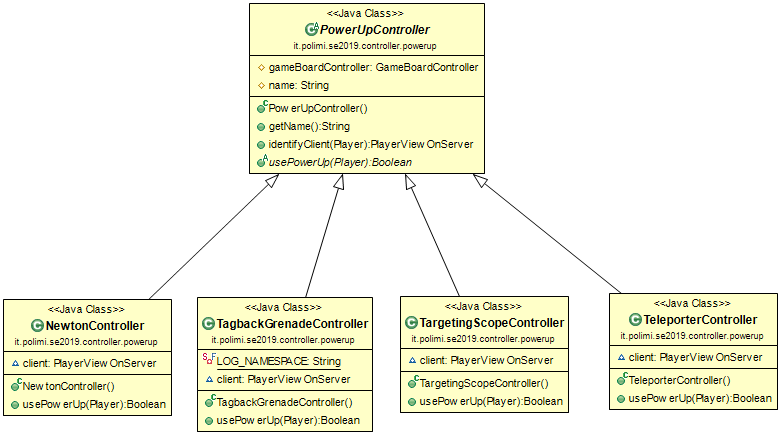 <<Java Class>>
PowerUpController
it.polimi.se2019.controller.powerup
gameBoardController: GameBoardController
name: String
PowerUpController()
getName():String
identifyClient(Player):PlayerViewOnServer
usePowerUp(Player):Boolean
<<Java Class>>
NewtonController
it.polimi.se2019.controller.powerup
client: PlayerViewOnServer
NewtonController()
usePowerUp(Player):Boolean
<<Java Class>>
TagbackGrenadeController
it.polimi.se2019.controller.powerup
LOG_NAMESPACE: String
client: PlayerViewOnServer
TagbackGrenadeController()
usePowerUp(Player):Boolean
<<Java Class>>
TargetingScopeController
it.polimi.se2019.controller.powerup
client: PlayerViewOnServer
TargetingScopeController()
usePowerUp(Player):Boolean
<<Java Class>>
TeleporterController
it.polimi.se2019.controller.powerup
client: PlayerViewOnServer
TeleporterController()
usePowerUp(Player):Boolean